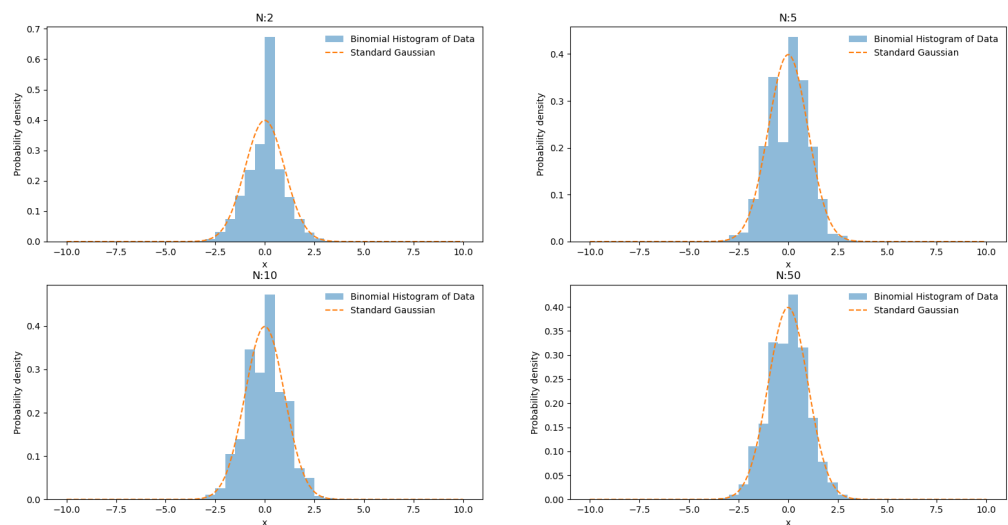 N:2
Binomial Histogram of Data
Standard Gaussian
Probability density
0.7
0.6
0.5
0.4
0.3
0.2
0.1
0.0
−10.0 −7.5 −5.0 −2.5 0.0 2.5 5.0 7.5 10.0
x
N:5
Binomial Histogram of Data
Standard Gaussian
Probability density
0.4
0.3
0.2
0.1
0.0
−10.0 −7.5 −5.0 −2.5 0.0 2.5 5.0 7.5 10.0
x
N:10
Binomial Histogram of Data
Standard Gaussian
Probability density
0.4
0.3
0.2
0.1
0.0
−10.0 −7.5 −5.0 −2.5 0.0 2.5 5.0 7.5 10.0
x
N:50
Binomial Histogram of Data
Standard Gaussian
Probability density
0.40
0.35
0.30
0.25
0.20
0.15
0.10
0.05
0.00
−10.0 −7.5 −5.0 −2.5 0.0 2.5 5.0 7.5 10.0
x